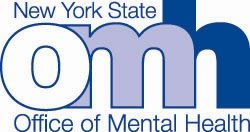 New York State
omh
Office of Mental Health